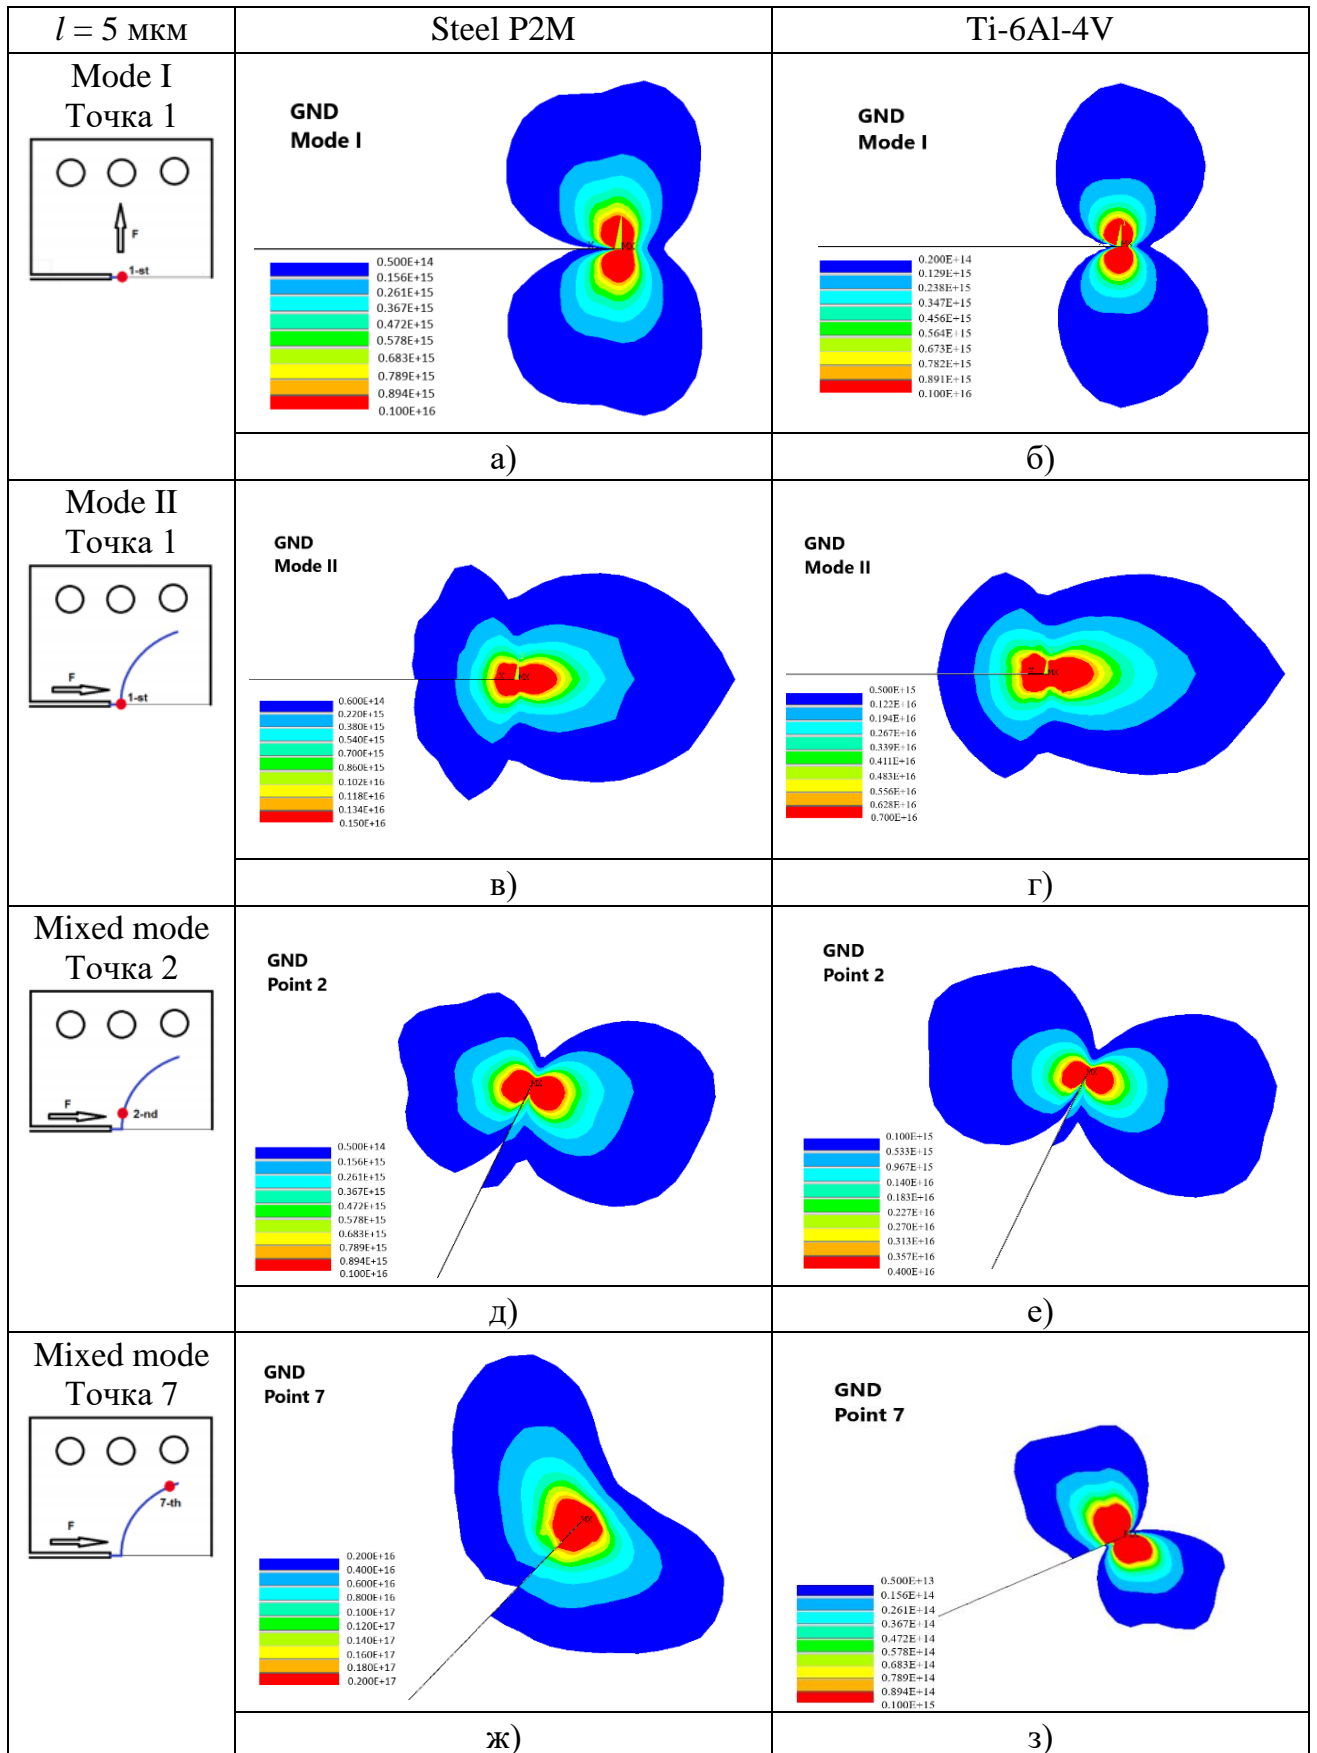 l = 5 мкм
Steel P2M
Ti-6Al-4V
Mode I
Точка 1
F
1-st
GND
Mode I
X
MX
0.500E+14
0.156E+15
0.261E+15
0.367E+15
0.472E+15
0.578E+15
0.683E+15
0.789E+15
0.894E+15
0.100E+16
GND
Mode I
0.200E+14
0.129E+15
0.238E+15
0.347E+15
0.456E+15
0.564E+15
0.673E+15
0.782E+15
0.891E+15
0.100E+16
а)
б)
Mode II
Точка 1
F
1-st
GND
Mode II
MX
0.600E+14
0.220E+15
0.380E+15
0.540E+15
0.700E+15
0.860E+15
0.102E+16
0.118E+16
0.134E+16
0.150E+16
GND
Mode II
MX
0.500E+15
0.122E+16
0.194E+16
0.267E+16
0.339E+16
0.411E+16
0.483E+16
0.556E+16
0.628E+16
0.700E+16
в)
г)
Mixed mode
Точка 2
F
2-nd
GND
Point 2
MX
0.500E+14
0.156E+15
0.261E+15
0.367E+15
0.472E+15
0.578E+15
0.683E+15
0.789E+15
0.894E+15
0.100E+16
GND
Point 2
MX
0.100E+15
0.533E+15
0.967E+15
0.140E+16
0.183E+16
0.227E+16
0.270E+16
0.313E+16
0.357E+16
0.400E+16
д)
е)
Mixed mode
Точка 7
F
7-th
GND
Point 7
MX
0.200E+16
0.400E+16
0.600E+16
0.800E+16
0.100E+17
0.120E+17
0.140E+17
0.160E+17
0.180E+17
0.200E+17
GND
Point 7
0.500E+13
0.156E+14
0.261E+14
0.367E+14
0.472E+14
0.578E+14
0.683E+14
0.789E+14
0.894E+14
0.100E+15
ж)
з)